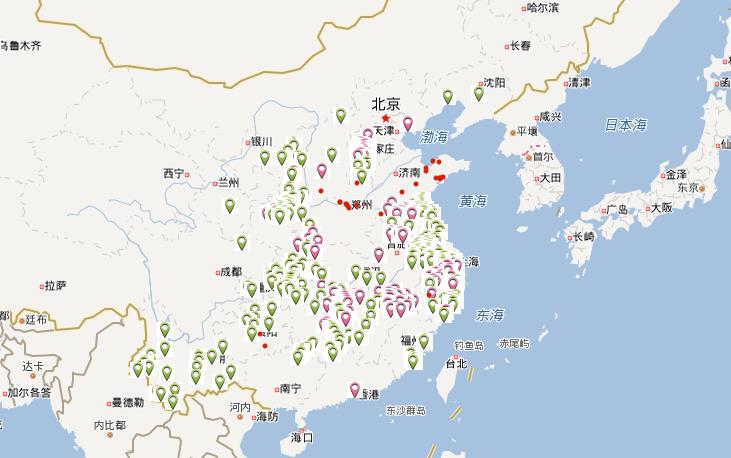 哈尔滨
乌鲁木齐
长春
沈阳
清津
北京
咸兴
天津
渤海
平壤
日本海
银川
家庄
首尔
仙
西宁
兰州
济南
大田
金泽
东京
郑州
黄海
广岛
大阪
长崎
成都
上海
拉萨
都
廷布
东海
钓鱼岛
赤尾屿
福州
台北
达卡
加尔各答
曼德勒
南宁
香港
河内
海防
东沙群岛
内比都
海口